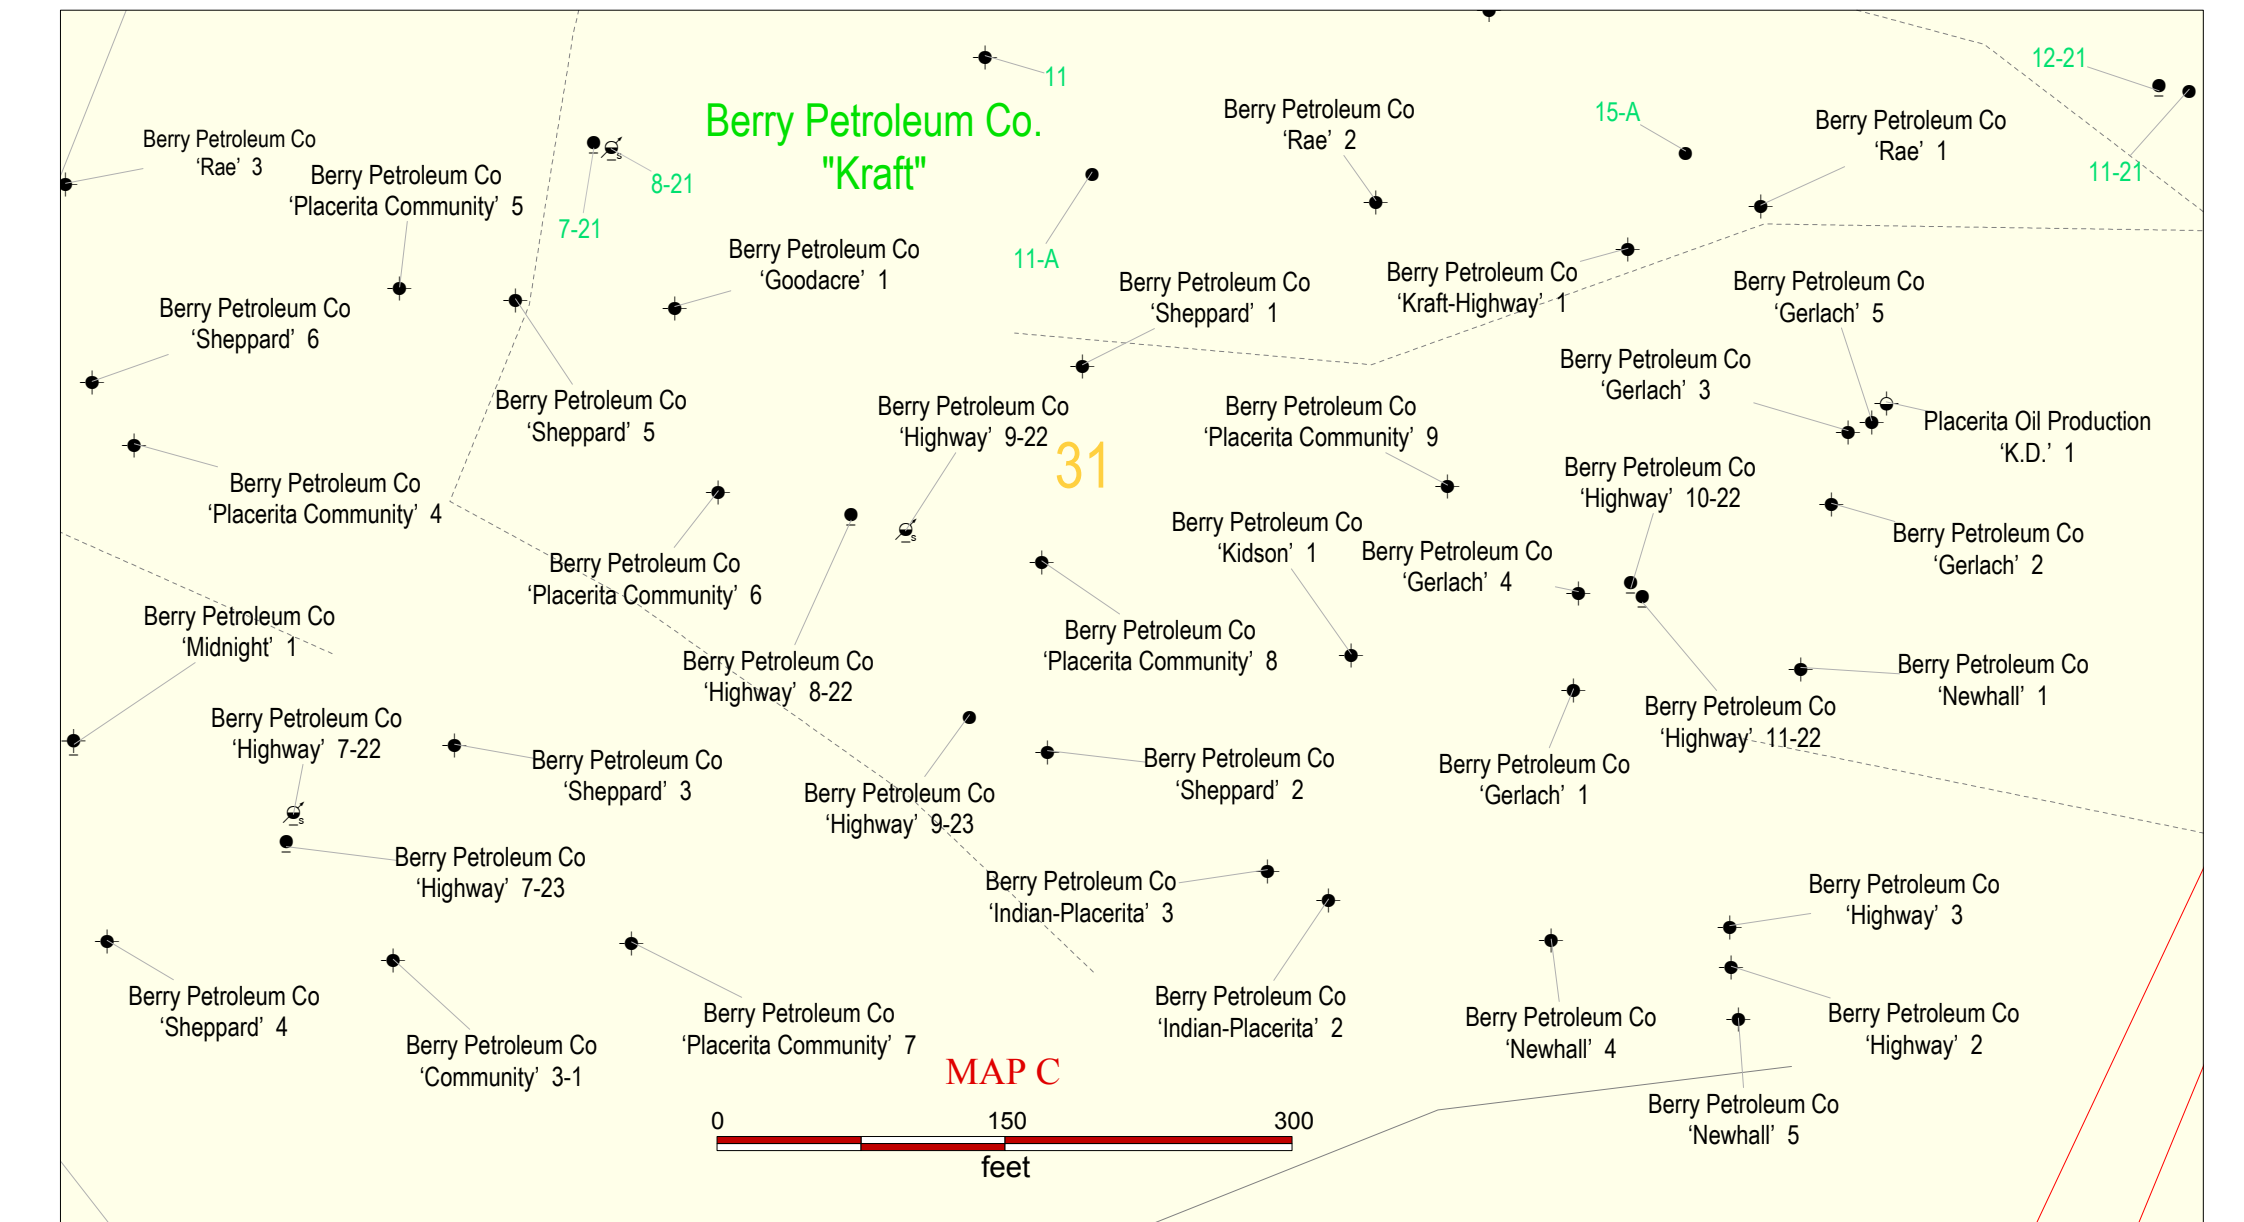 11
12-21
Berry Petroleum Co.
"Kraft"
Berry Petroleum Co
‘Rae’ 2
15-A
Berry Petroleum Co
‘Rae’ 1
11-21
Berry Petroleum Co
‘Rae’ 3
Berry Petroleum Co
‘Placerita Community’ 5
S
8-21
7-21
11-A
Berry Petroleum Co
‘Goodacre’ 1
Berry Petroleum Co
‘Sheppard’ 1
Berry Petroleum Co
‘Kraft-Highway’ 1
Berry Petroleum Co
‘Gerlach’ 5
Berry Petroleum Co
‘Sheppard’ 6
Berry Petroleum Co
‘Gerlach’ 3
Berry Petroleum Co
‘Sheppard’ 5
Berry Petroleum Co
‘Highway’ 9-22
31
Berry Petroleum Co
‘Placerita Community’ 9
Placerita Oil Production
‘K.D.’ 1
Berry Petroleum Co
‘Placerita Community’ 4
Berry Petroleum Co
‘Highway’ 10-22
S
Berry Petroleum Co
‘Kidson’ 1
Berry Petroleum Co
‘Gerlach’ 2
Berry Petroleum Co
‘Placerita Community’ 6
Berry Petroleum Co
‘Gerlach’ 4
Berry Petroleum Co
‘Midnight’ 1
Berry Petroleum Co
‘Placerita Community’ 8
Berry Petroleum Co
‘Highway’ 8-22
Berry Petroleum Co
‘Newhall’ 1
Berry Petroleum Co
‘Highway’ 7-22
Berry Petroleum Co
‘Highway’ 11-22
Berry Petroleum Co
‘Sheppard’ 3
Berry Petroleum Co
‘Sheppard’ 2
Berry Petroleum Co
‘Gerlach’ 1
S
Berry Petroleum Co
‘Highway’ 9-23
Berry Petroleum Co
‘Highway’ 7-23
Berry Petroleum Co
‘Indian-Placerita’ 3
Berry Petroleum Co
‘Highway’ 3
Berry Petroleum Co
‘Sheppard’ 4
Berry Petroleum Co
‘Indian-Placerita’ 2
Berry Petroleum Co
‘Placerita Community’ 7
Berry Petroleum Co
‘Newhall’ 4
Berry Petroleum Co
‘Highway’ 2
Berry Petroleum Co
‘Community’ 3-1
MAP C
Berry Petroleum Co
‘Newhall’ 5
0 150 300
feet